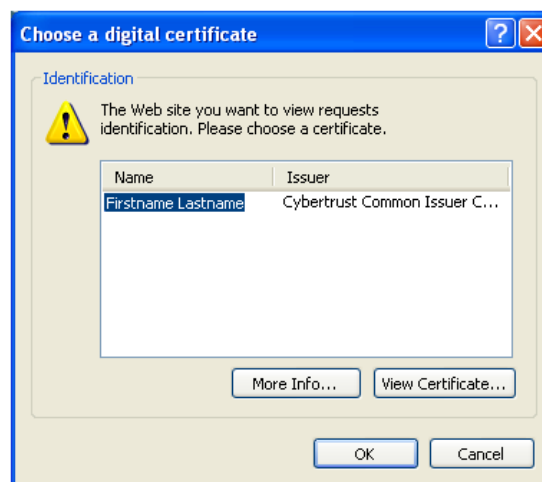 Choose a digital certificate
Identification
The Web site you want to view requests
identification. Please choose a certificate.
Name Issuer
Firstname Lastname Cybertrust Common Issuer C...
More Info... View Certificate...
OK Cancel